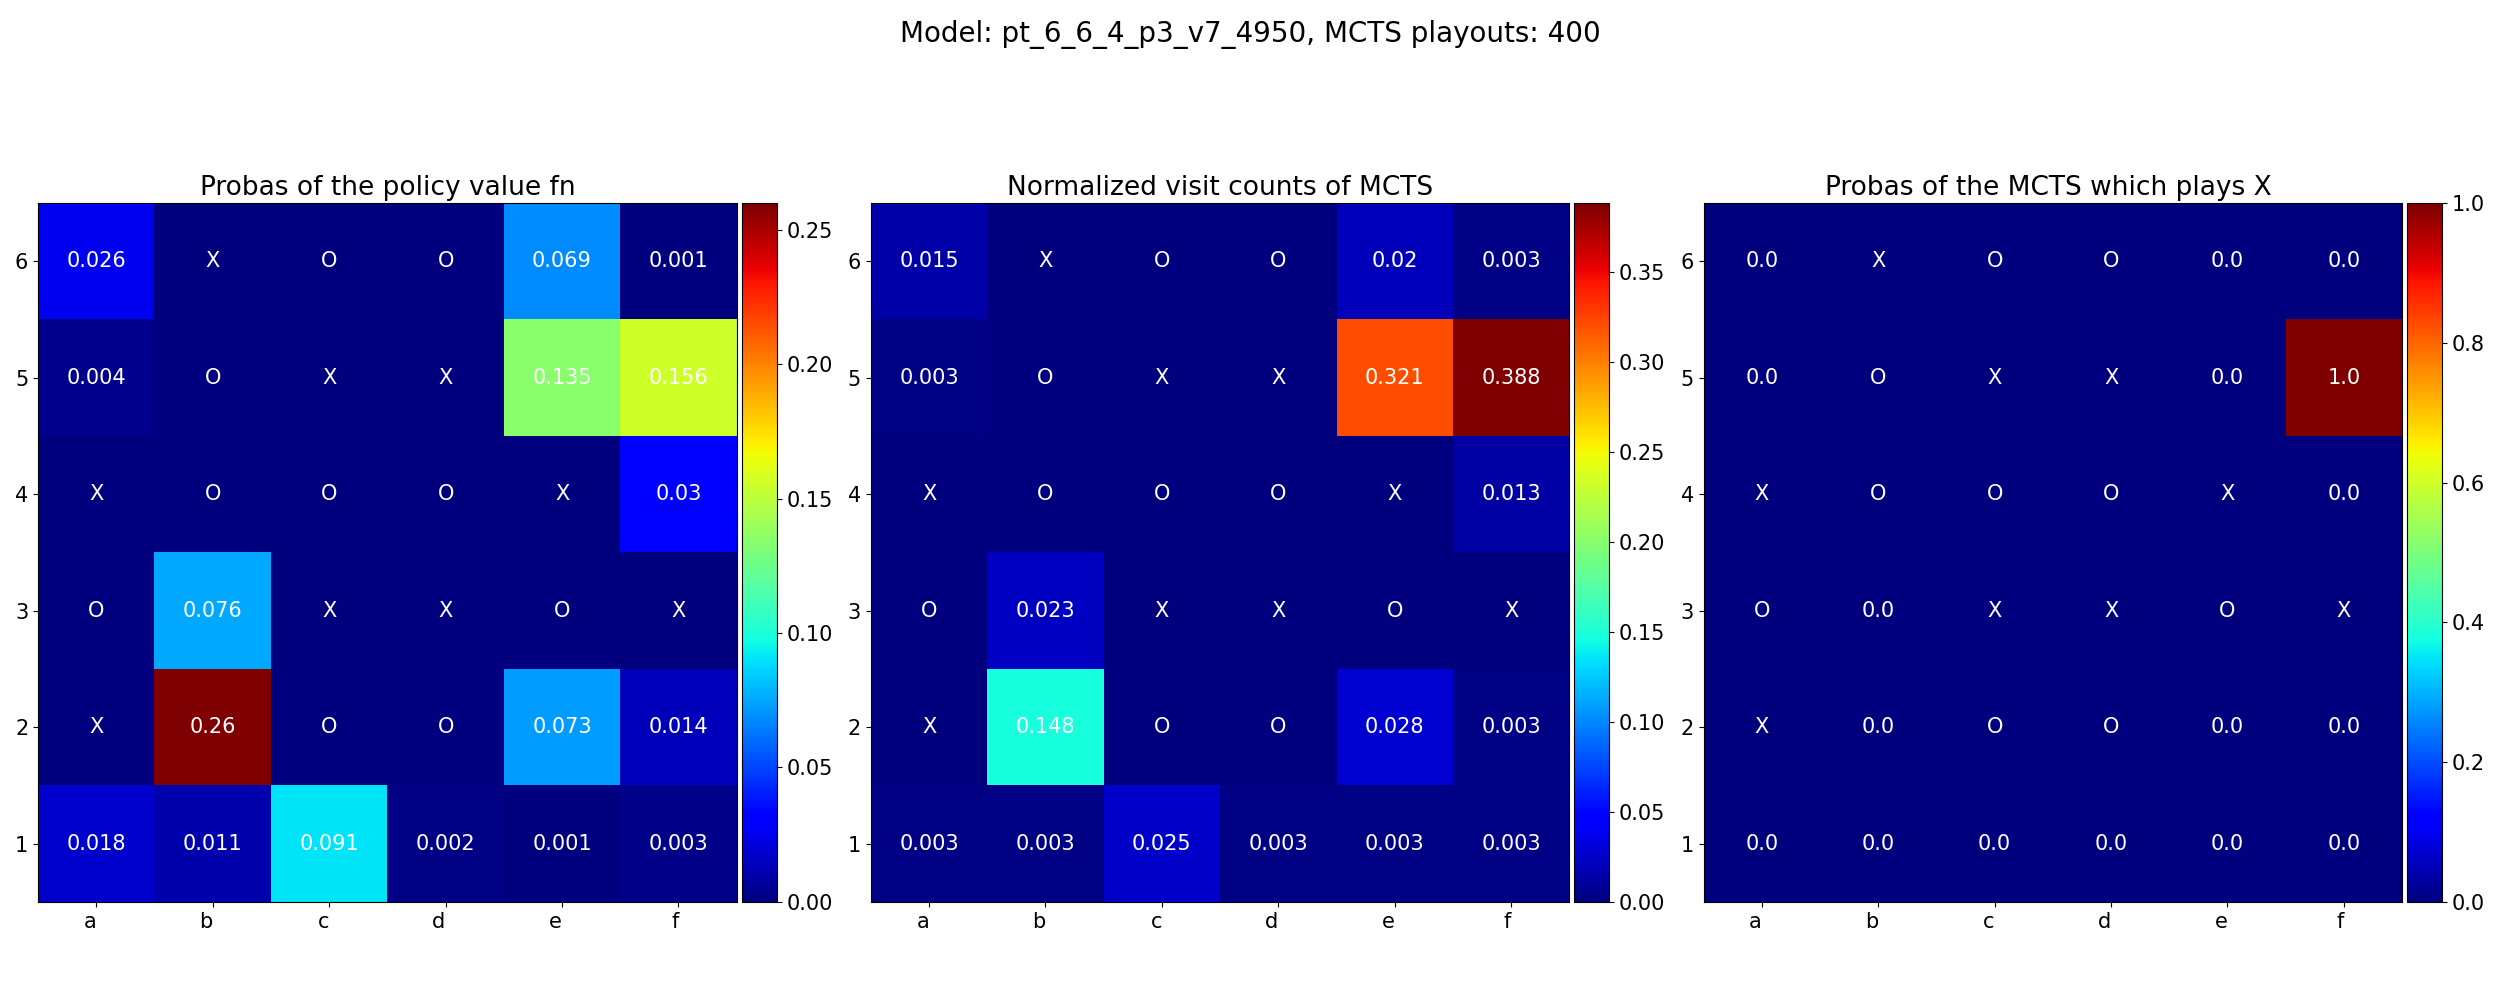 Model: pt_6_6_4_p3_v7_4950, MCTS playouts: 400
Probas of the policy value fn
6 0.026 X O O 0.069 0.001
5 0.004 O X X 0.135 0.156
4 X O O O X 0.03
3 O 0.076 X X O X
2 X 0.26 O O 0.073 0.014
1 0.018 0.011 0.091 0.002 0.001 0.003
a b c d e f
0.25
0.20
0.15
0.10
0.05
0.00
Normalized visit counts of MCTS
6 0.015 X O O 0.02 0.003
5 0.003 O X X 0.321 0.388
4 X O O O X 0.013
3 O 0.023 X X O X
2 X 0.148 O O 0.028 0.003
1 0.003 0.003 0.025 0.003 0.003 0.003
a b c d e f
0.35
0.30
0.25
0.20
0.15
0.10
0.05
0.00
Probas of the MCTS which plays X
6 0.0 X O O 0.0 0.0
5 0.0 O X X 0.0 1.0
4 X O O O X 0.0
3 O 0.0 X X O X
2 X 0.0 O O 0.0 0.0
1 0.0 0.0 0.0 0.0 0.0 0.0
a b c d e f
1.0
0.8
0.6
0.4
0.2
0.0